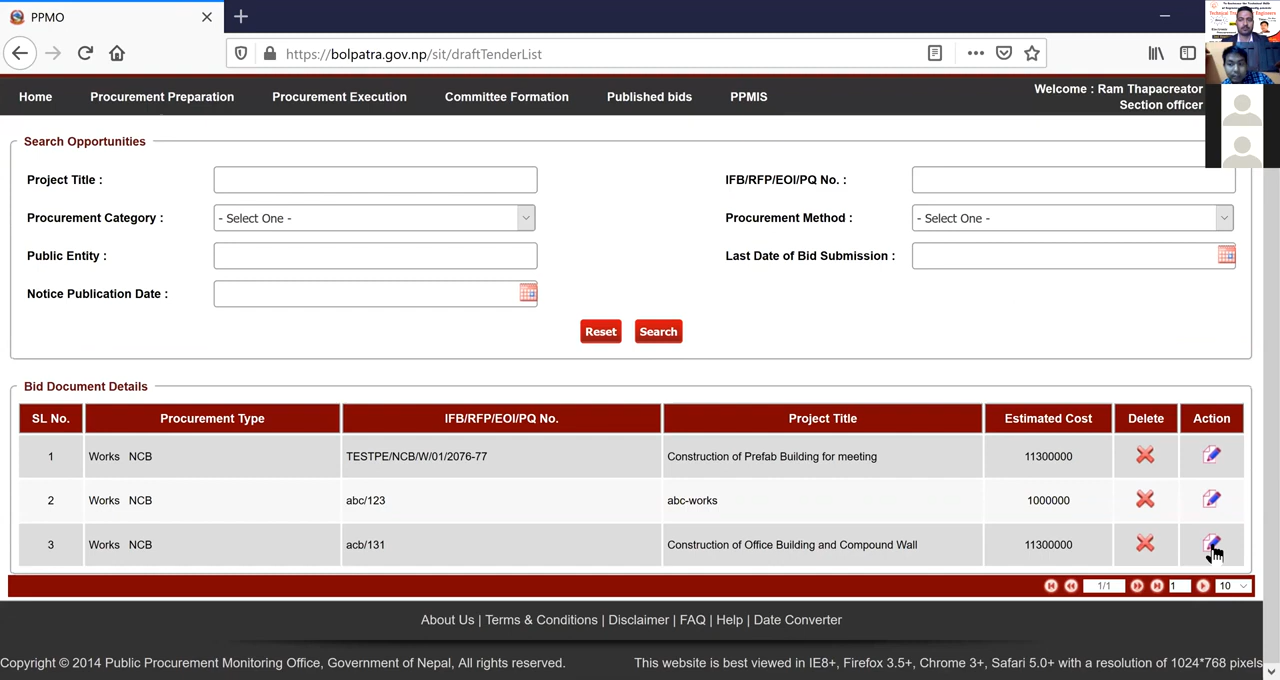 PPMO
https://bolpatra.gov.np/sit/draftTenderList
Home Procurement Preparation Procurement Execution Committee Formation Published bids PPMIS
Welcome : Ram Thapacreator
Section officer
Search Opportunities
Project Title : IFB/RFP/EOI/PQ No. :
Procurement Category : - Select One - Procurement Method : - Select One -
Public Entity : Last Date of Bid Submission :
Notice Publication Date :
Reset Search
Bid Document Details
SL No. Procurement Type IFB/RFP/EOI/PQ No. Project Title Estimated Cost Delete Action
1 Works NCB TESTPE/NCB/W/01/2076-77 Construction of Prefab Building for meeting 11300000
2 Works NCB abc/123 abc-works 1000000
3 Works NCB acb/131 Construction of Office Building and Compound Wall 11300000
1/1 1 10
About Us | Terms & Conditions | Disclaimer | FAQ | Help | Date Converter
Copyright © 2014 Public Procurement Monitoring Office, Government of Nepal, All rights reserved. This website is best viewed in IE8+, Firefox 3.5+, Chrome 3+, Safari 5.0+ with a resolution of 1024*768 pixels